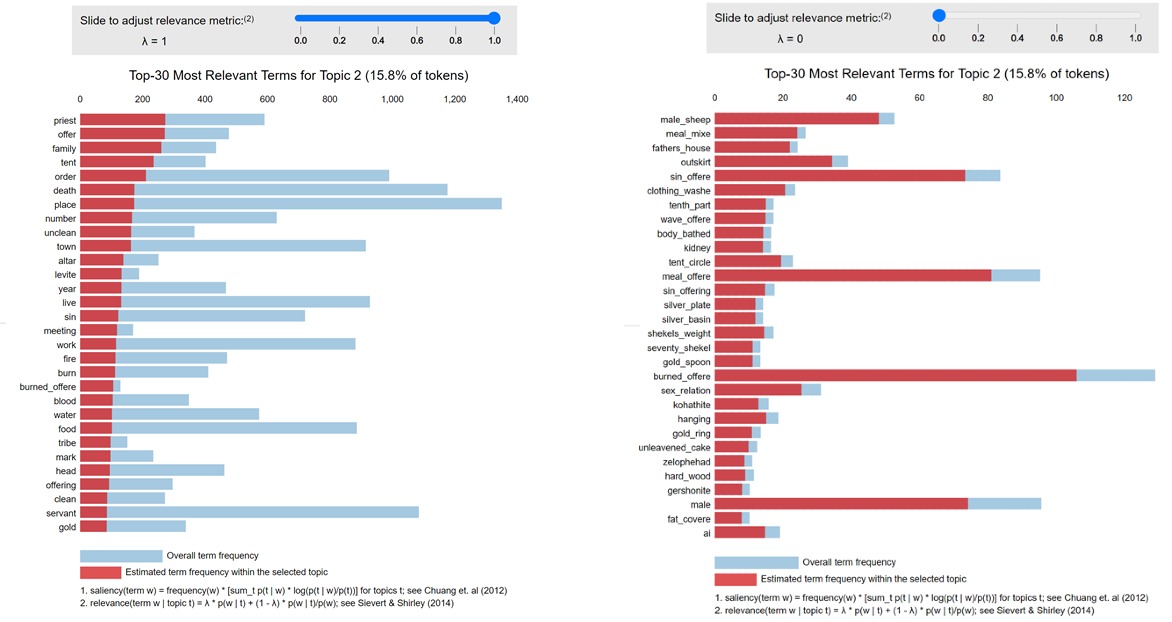 Slide to adjust relevance metric:(2)
λ = 1
0.0 0.2 0.4 0.6 0.8 1.0
Top-30 Most Relevant Terms for Topic 2 (15.8% of tokens)
0 200 400 600 800 1,000 1,200 1,400
priest
offer
family
tent
order
death
place
number
unclean
town
altar
levite
year
live
sin
meeting
work
fire
burn
burned_offere
blood
water
food
tribe
mark
head
offering
clean
servant
gold
Overall term frequency
Estimated term frequency within the selected topic
1. saliency(term w) = frequency(w) * [sum_t p(t | w) * log(p(t | w)/p(t))] for topics t; see Chuang et. al (2012)
2. relevance(term w | topic t) = λ * p(w | t) + (1 - λ) * p(w | t)/p(w); see Sievert & Shirley (2014)
Slide to adjust relevance metric:(2)
λ = 0
0.0 0.2 0.4 0.6 0.8 1.0
Top-30 Most Relevant Terms for Topic 2 (15.8% of tokens)
0 20 40 60 80 100 120
male_sheep
meal_mixe
fathers_house
outskirt
sin_offere
clothing_washe
tenth_part
wave_offere
body_bathed
kidney
tent_circle
meal_offere
sin_offering
silver_plate
silver_basin
shekels_weight
seventy_shekel
gold_spoon
burned_offere
sex_relation
kohathite
hanging
gold_ring
unleavened_cake
zelophehad
hard_wood
gershonite
male
fat_covere
ai
Overall term frequency
Estimated term frequency within the selected topic
1. saliency(term w) = frequency(w) * [sum_t p(t | w) * log(p(t | w)/p(t))] for topics t; see Chuang et. al (2012)
2. relevance(term w | topic t) = λ * p(w | t) + (1 - λ) * p(w | t)/p(w); see Sievert & Shirley (2014)